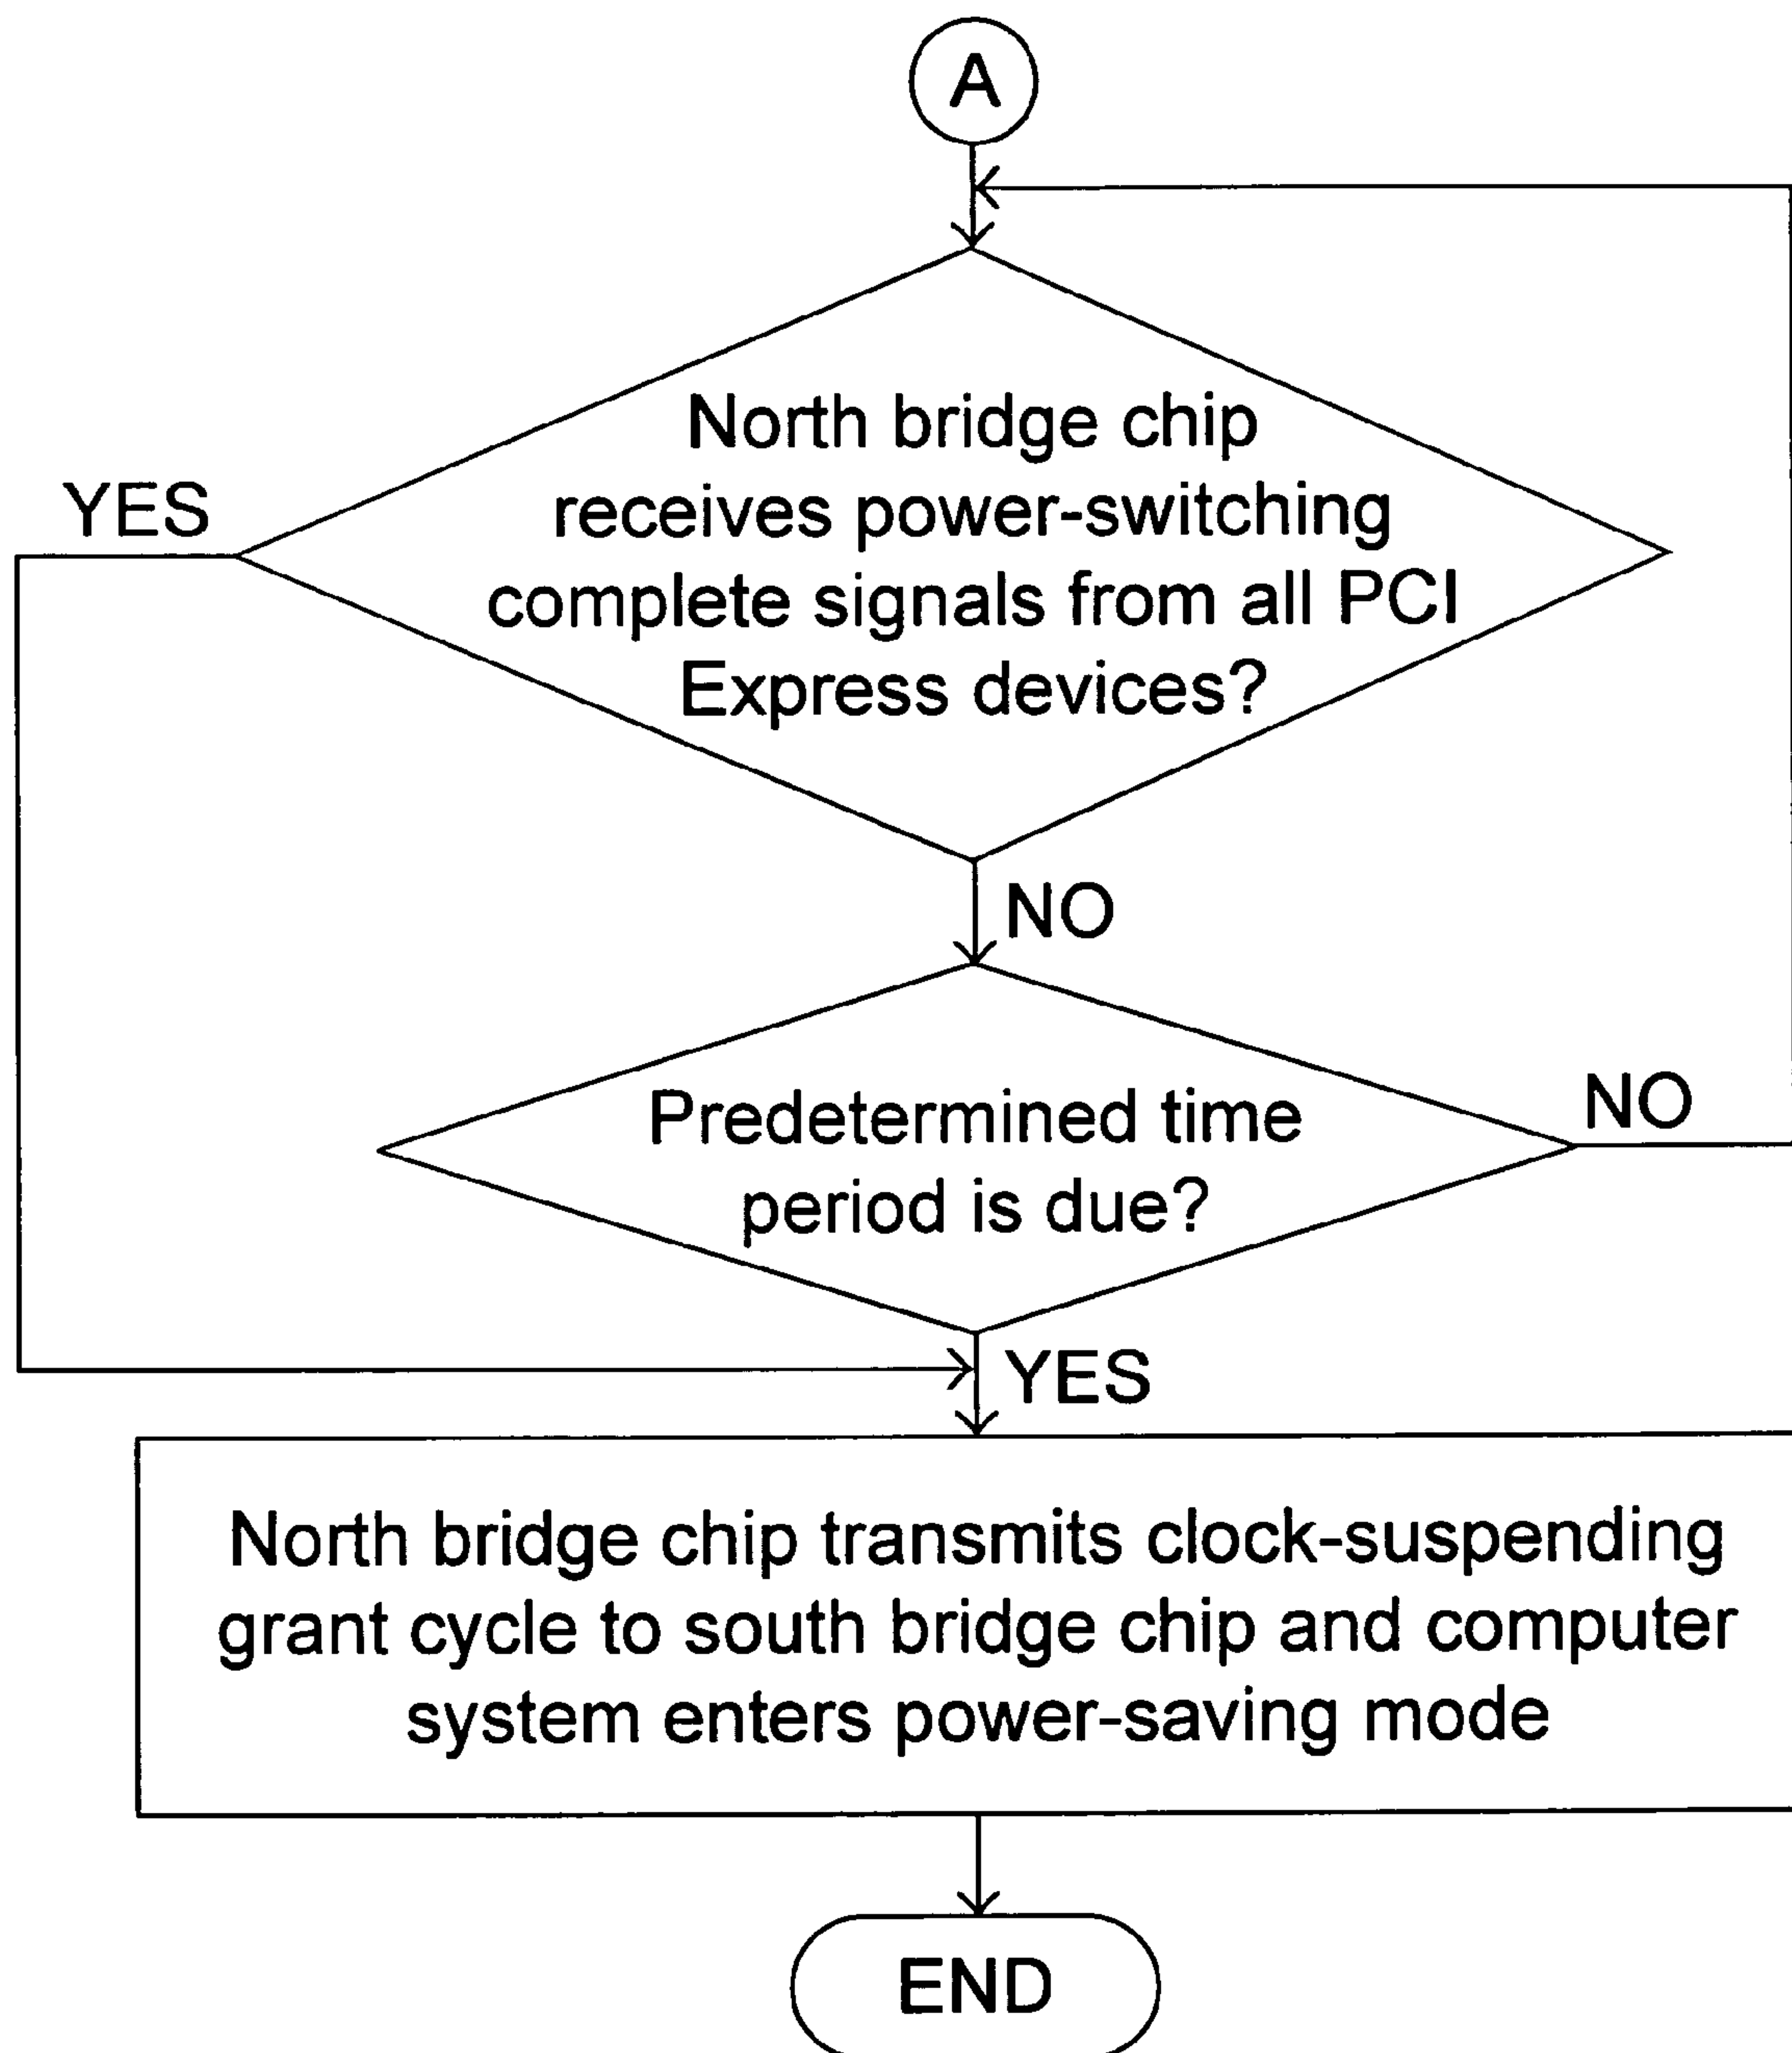 A
North bridge chip
receives power-switching
complete signals from all PCI
Express devices?
YES
NO
Predetermined time
period is due?
NO
YES
North bridge chip transmits clock-suspending
grant cycle to south bridge chip and computer
system enters power-saving mode
END